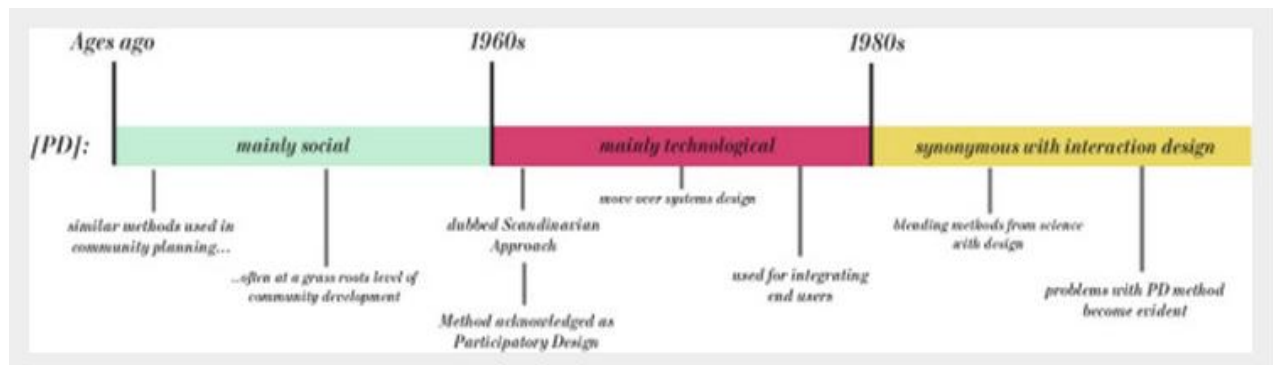 Ages ago
1960s
1980s
[PD]:
mainly social
mainly technological
synonymous with interaction design
similar methods used in
community planning...
...often at a grass roots level of
community development
dubbed Scandinavian
Approach
Method acknowledged as
Participatory Design
move over systems design
used for integrating
end users
blending methods from science
with design
problems with PD method
become evident